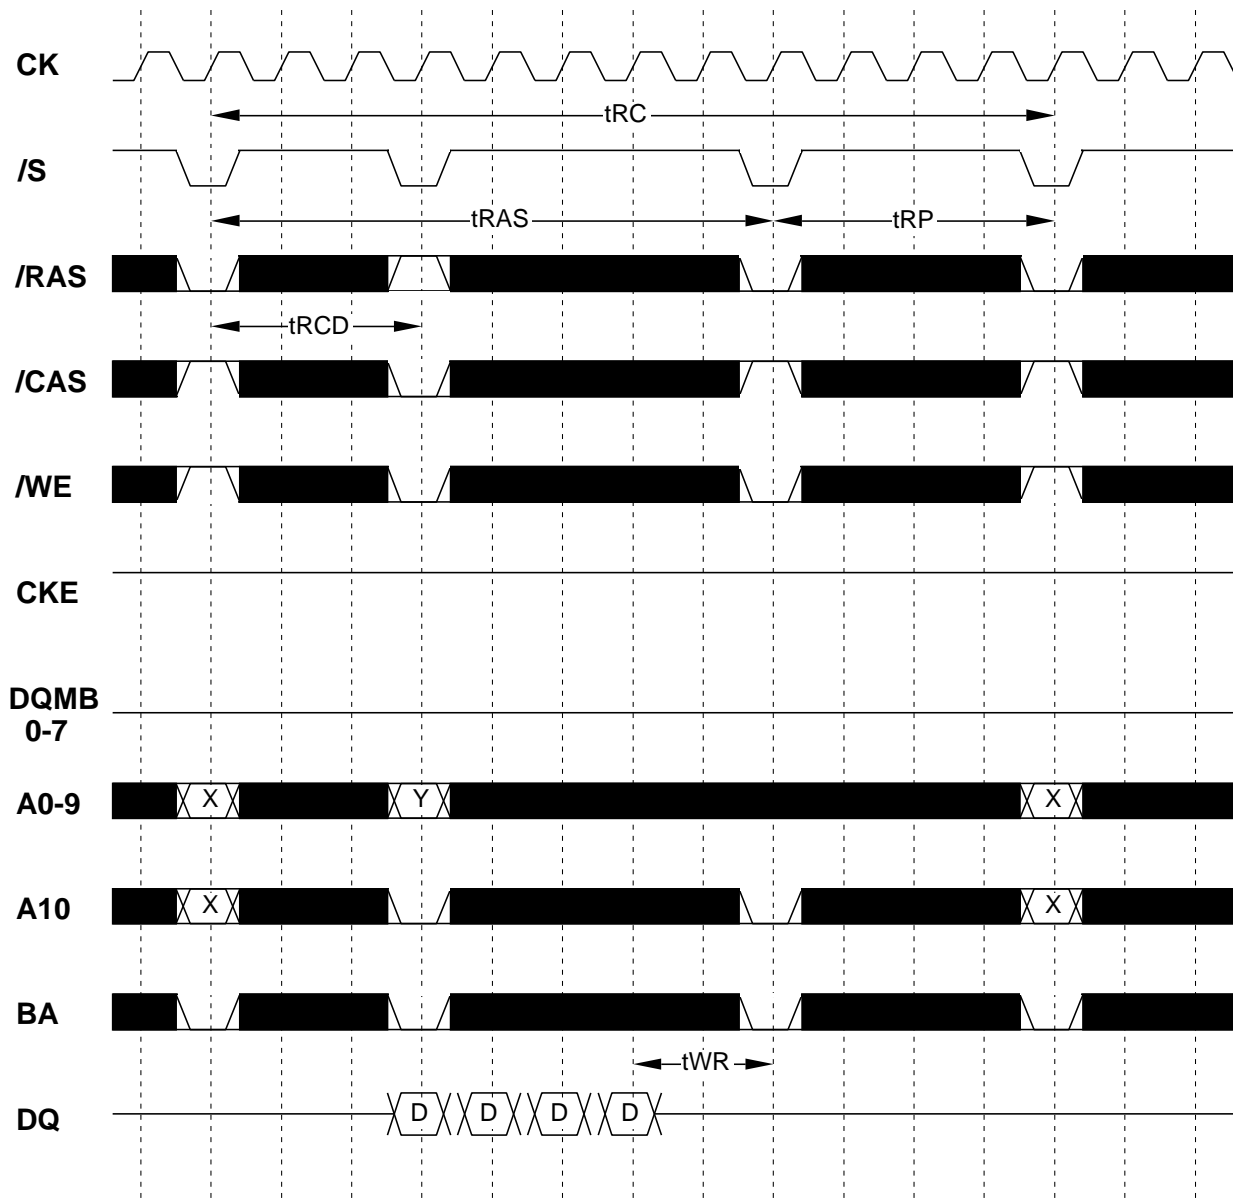 CK
tRC
/S
tRAS tRP
/RAS
tRCD
/CAS
/WE
CKE
DQMB
0-7
A0-9 X Y X
A10 X X
BA
tWR
DQ D D D D